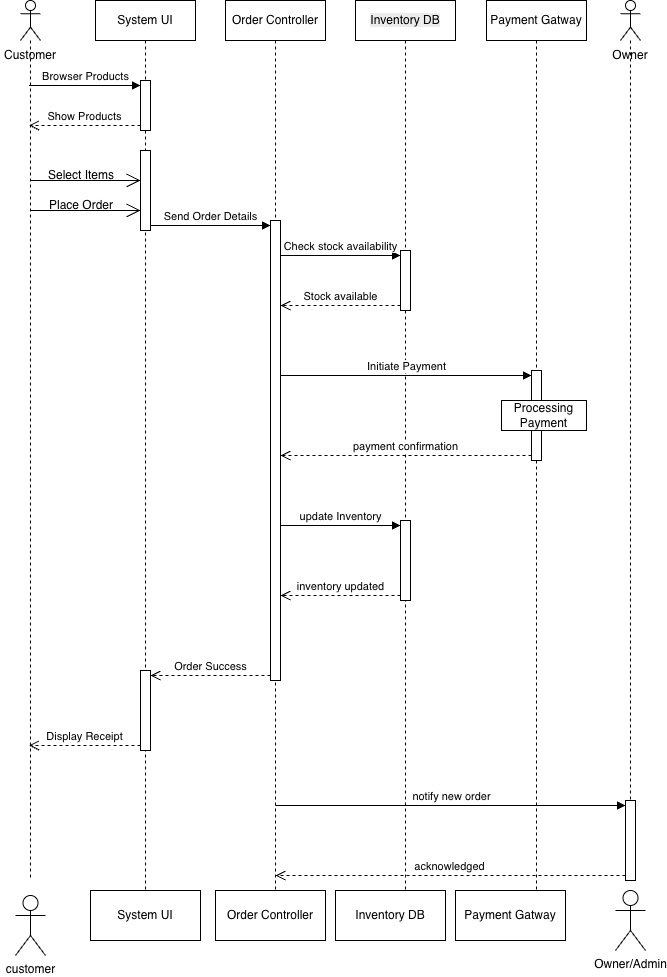 System UI
Order Controller
Inventory DB
Payment Gatway
Customer
Owner
Browser Products
Show Products
Select Items
Place Order
Send Order Details
Check stock availability
Stock available
Initiate Payment
Processing
Payment
payment confirmation
update Inventory
inventory updated
Order Success
Display Receipt
notify new order
acknowledged
System UI
Order Controller
Inventory DB
Payment Gatway
customer
Owner/Admin